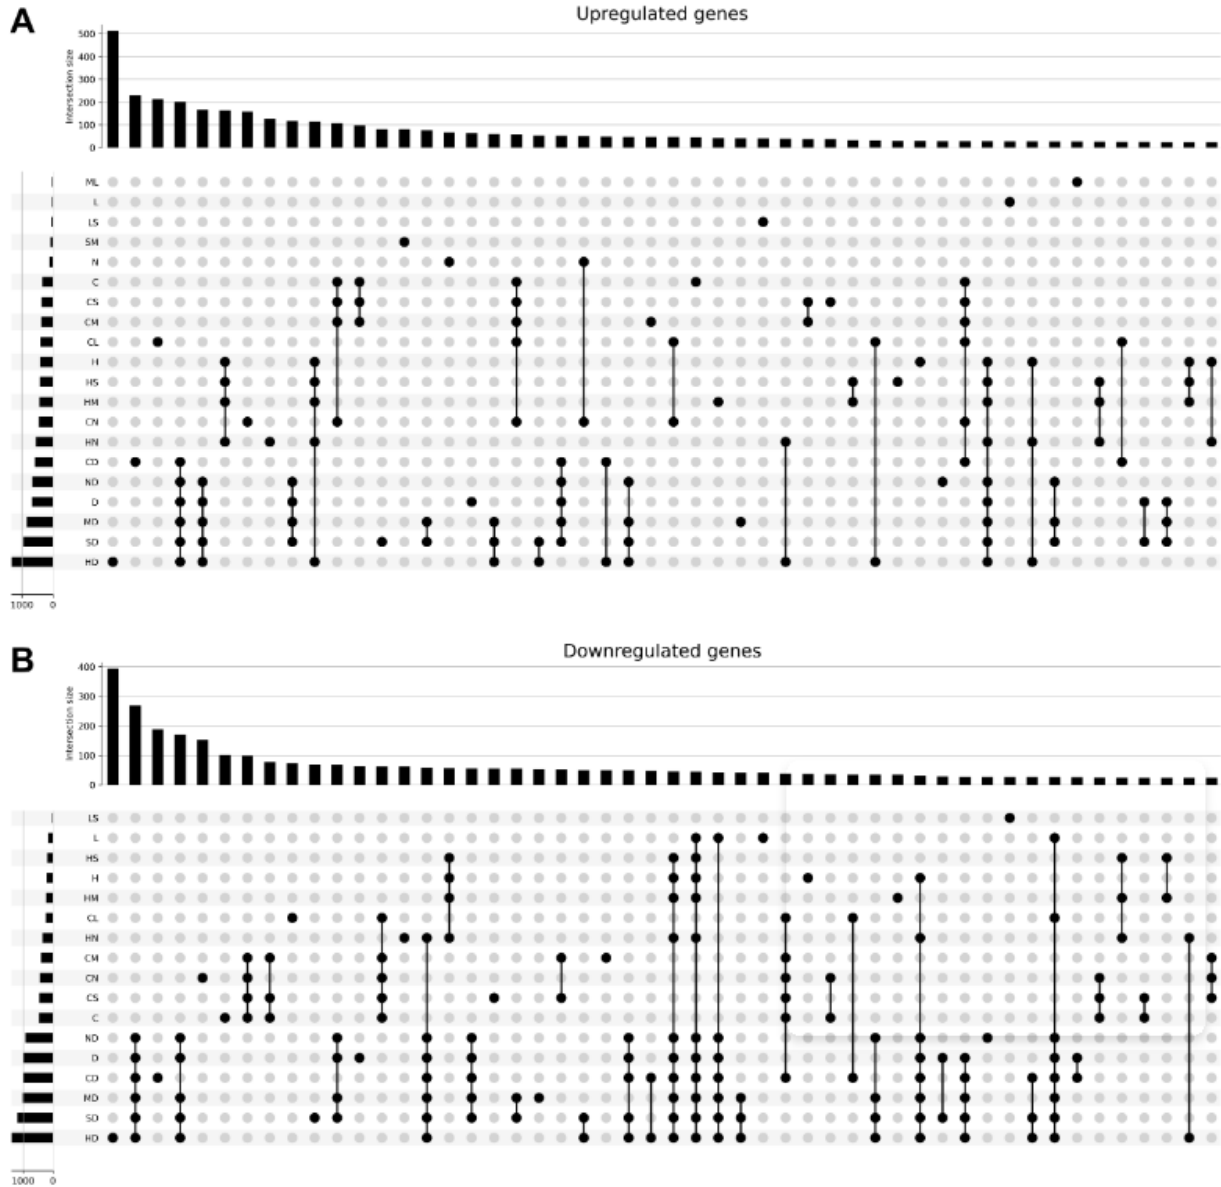 A
Upregulated genes
Intersection size
500
400
300
200
100
0
ML
L
LS
SM
N
C
CS
CM
CL
H
HS
HM
CN
HN
CD
ND
D
MD
SD
HD
1000 0
B
Downregulated genes
Intersection size
400
300
200
100
0
LS
L
HS
H
HM
CL
HN
CM
CN
CS
C
ND
D
CD
MD
SD
HD
1000 0